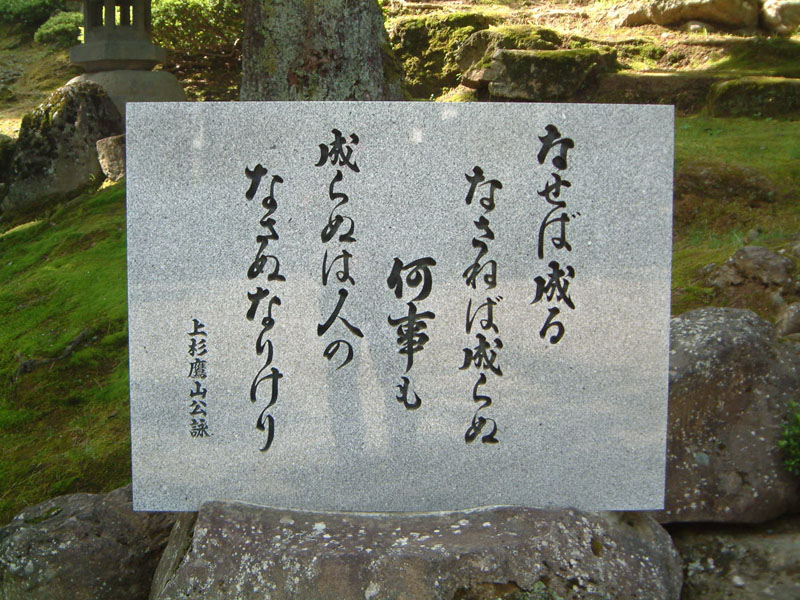 なせば成る
なさねば成らぬ
何事も
成らぬは人の
なさぬなりけり
上杉鷹山公詠